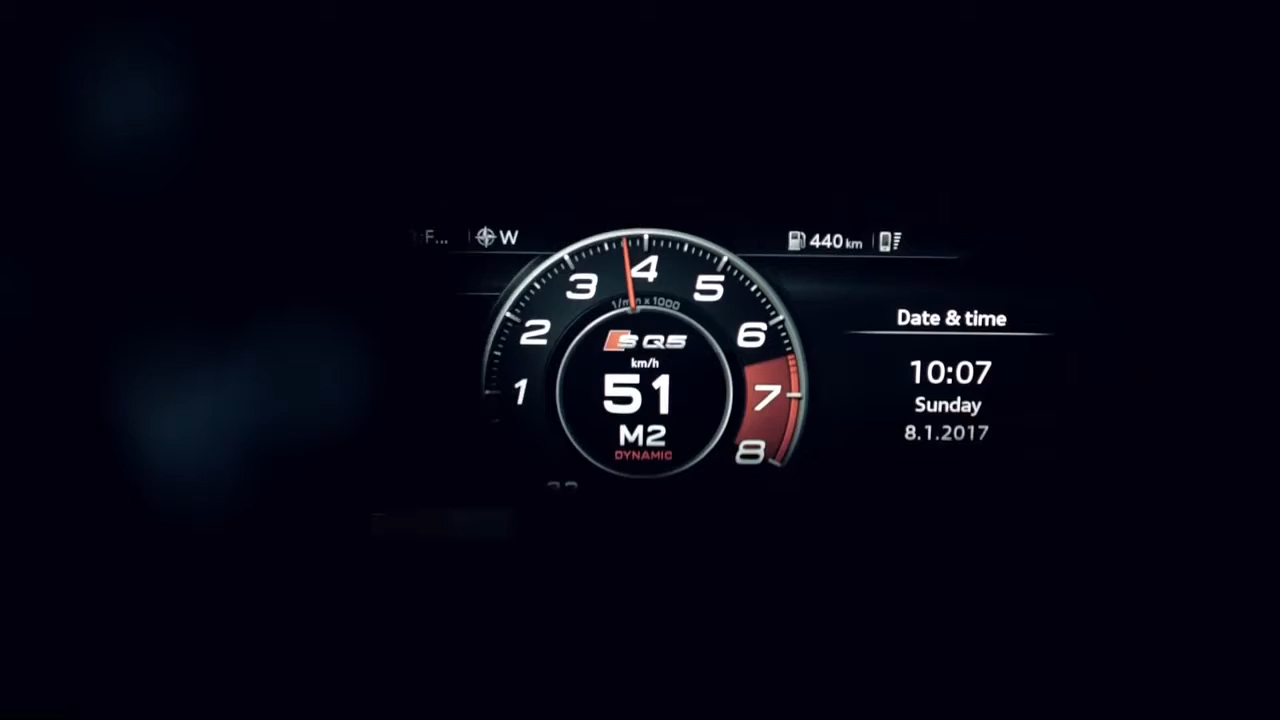 W
440 km
1 2 3 4 5 6 7 8
1/min x 1000
S Q5
km/h
51
M2
DYNAMIC
Date & time
10:07
Sunday
8.1.2017